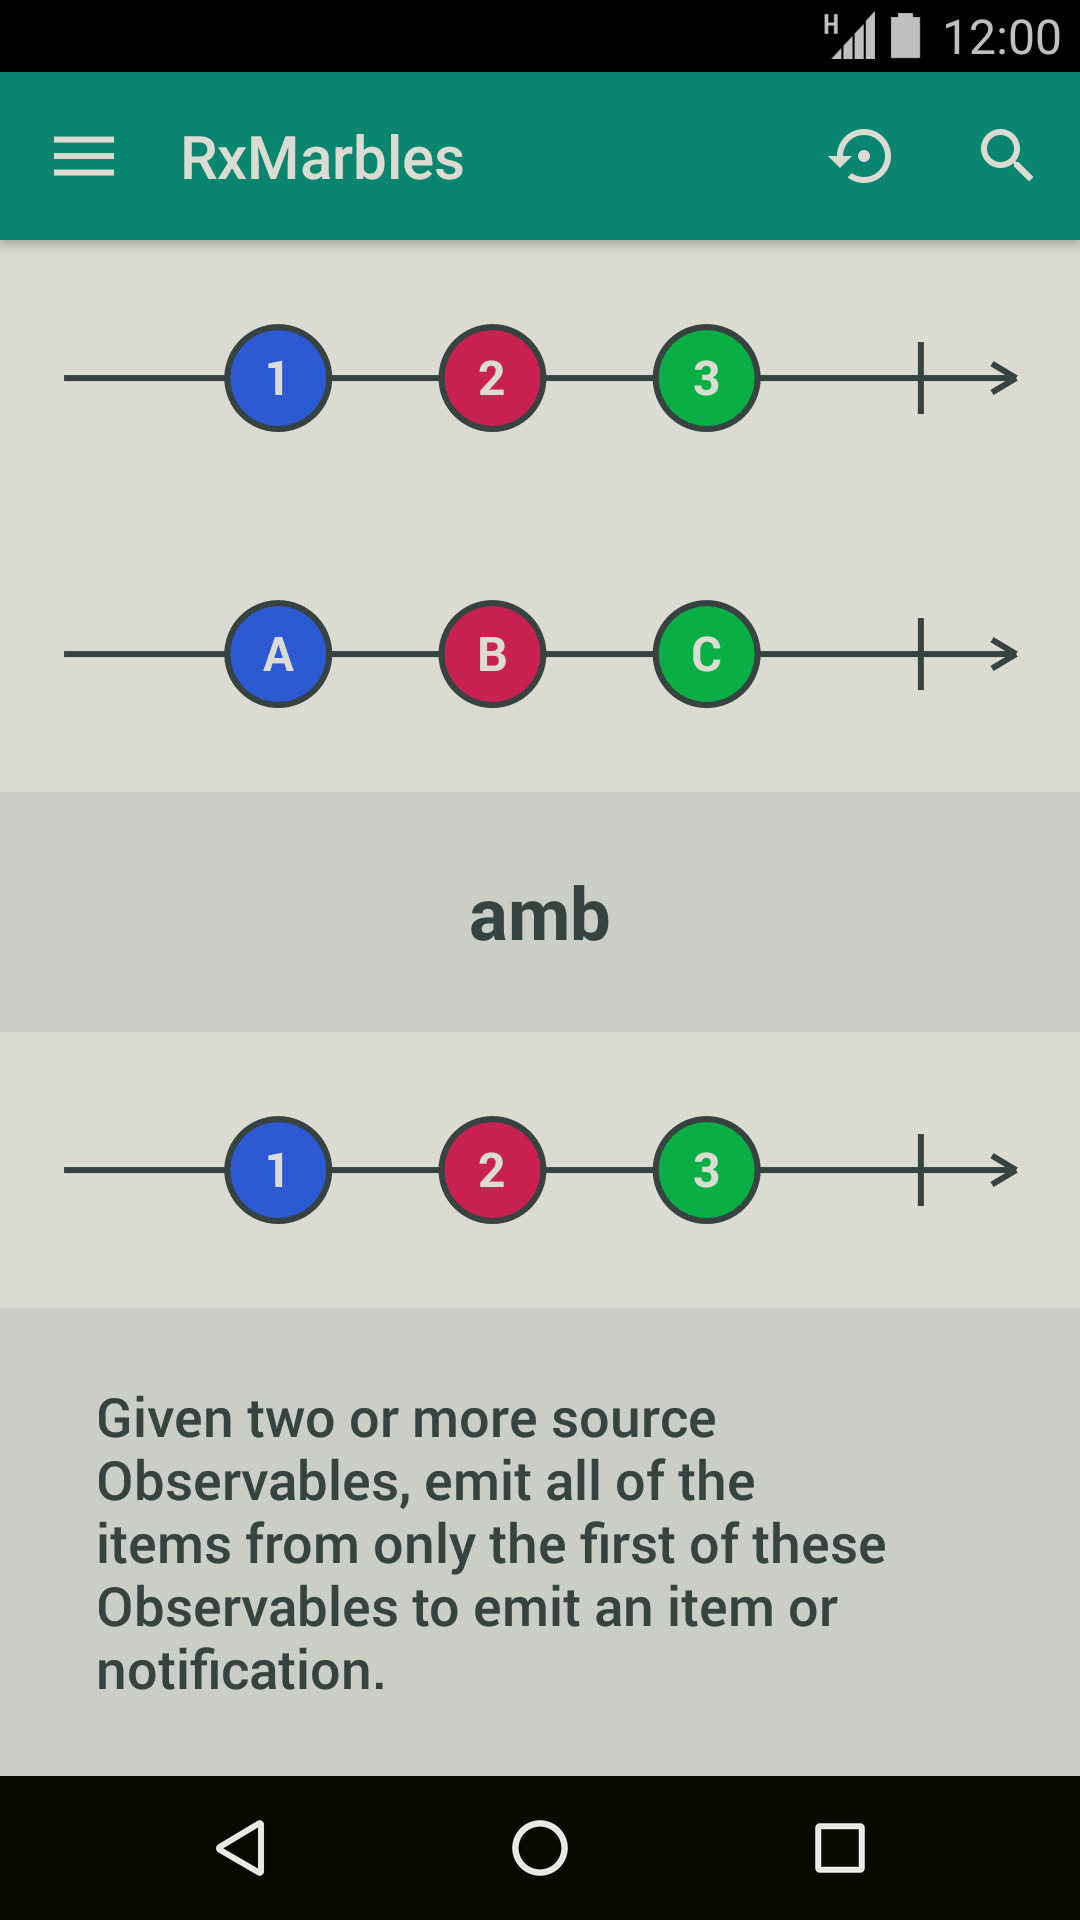 H 12:00
RxMarbles
1 2 3
A B C
amb
1 2 3
Given two or more source
Observables, emit all of the
items from only the first of these
Observables to emit an item or
notification.